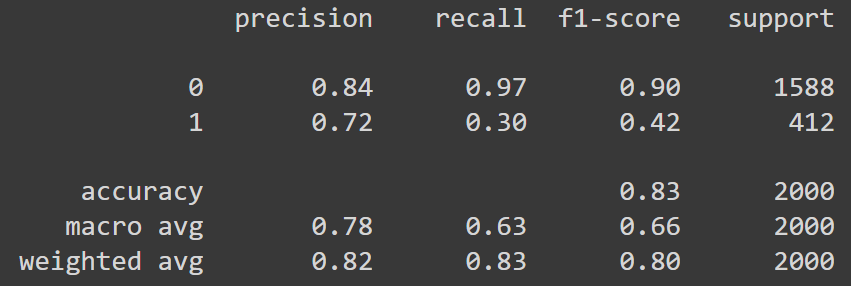 precision recall f1-score support
0 0.84 0.97 0.90 1588
1 0.72 0.30 0.42 412
accuracy 0.83 2000
macro avg 0.78 0.63 0.66 2000
weighted avg 0.82 0.83 0.80 2000